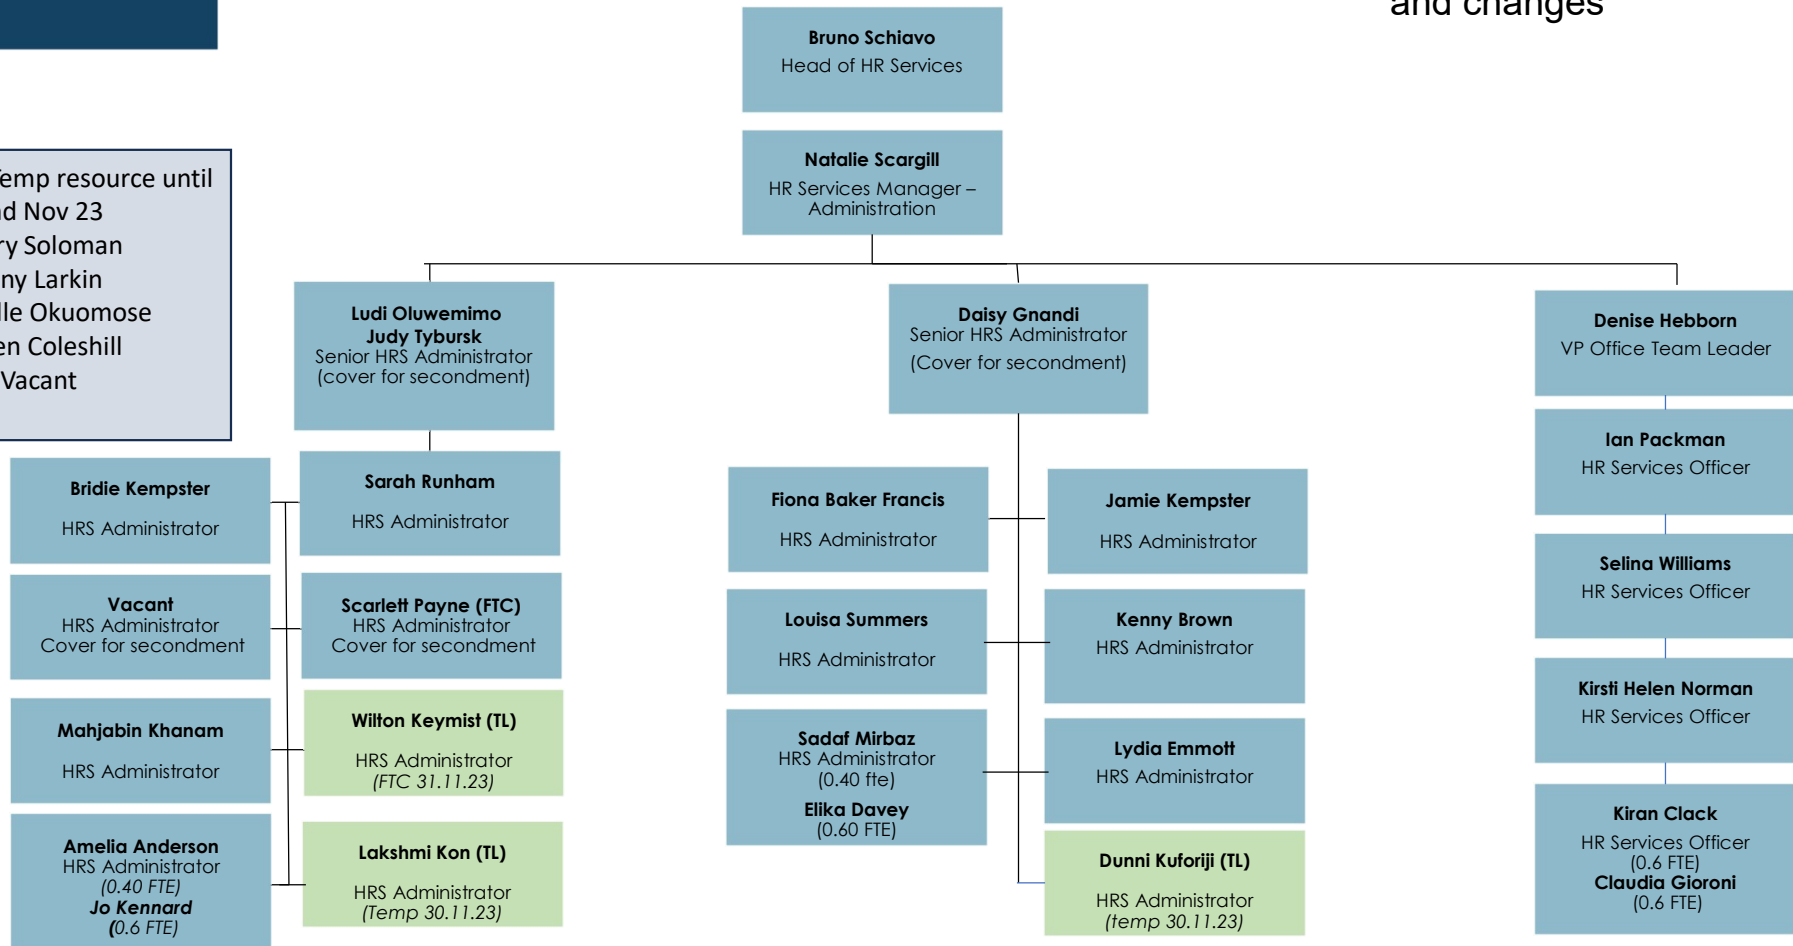 and changes
Bruno Schiavo
Head of HR Services
Natalie Scargill
HR Services Manager –
Administration
Temp resource until
Nov 23
Soloman
Larkin
Okuomose
Coleshill
Vacant
Ludi Oluwemimo
Judy Tybursk
Senior HRS Administrator
(cover for secondment)
Daisy Gnandi
Senior HRS Administrator
(Cover for secondment)
Denise Hebborn
VP Office Team Leader
Bridie Kempster
HRS Administrator
Sarah Runham
HRS Administrator
Vacant
HRS Administrator
Cover for secondment
Scarlett Payne (FTC)
HRS Administrator
Cover for secondment
Mahjabin Khanam
HRS Administrator
Wilton Keymist (TL)
HRS Administrator
(FTC 31.11.23)
Amelia Anderson
HRS Administrator
(0.40 FTE)
Jo Kennard
(0.6 FTE)
Lakshmi Kon (TL)
HRS Administrator
(Temp 30.11.23)
Fiona Baker Francis
HRS Administrator
Jamie Kempster
HRS Administrator
Louisa Summers
HRS Administrator
Kenny Brown
HRS Administrator
Sadaf Mirbaz
HRS Administrator
(0.40 fte)
Elika Davey
(0.60 FTE)
Lydia Emmott
HRS Administrator
Dunni Kuforiji (TL)
HRS Administrator
(temp 30.11.23)
Ian Packman
HR Services Officer
Selina Williams
HR Services Officer
Kirsti Helen Norman
HR Services Officer
Kiran Clack
HR Services Officer
(0.6 FTE)
Claudia Gioroni
(0.6 FTE)